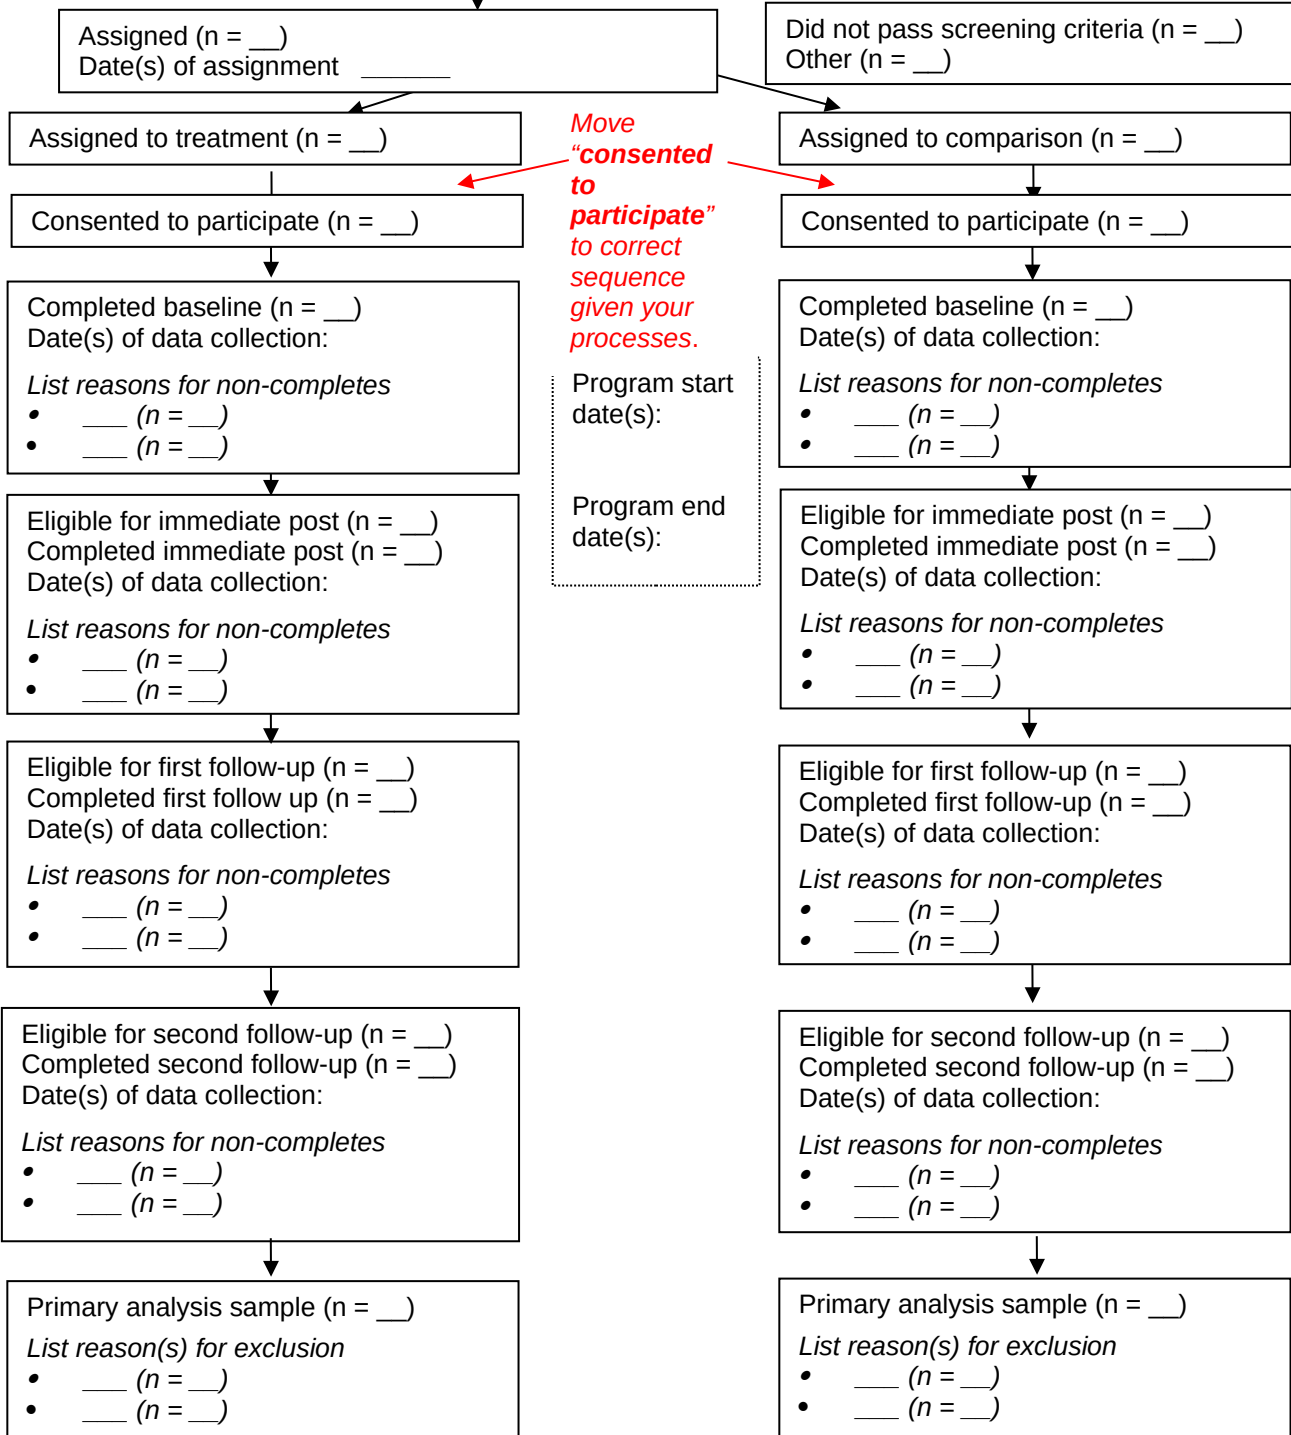 Assigned (n = __)
Date(s) of assignment ______
Did not pass screening criteria (n = __)
Other (n = __)
Assigned to treatment (n = __)
Move
“consented
to
participate”
to correct
sequence
given your
processes.
Assigned to comparison (n = __)
Consented to participate (n = __)
Consented to participate (n = __)
Completed baseline (n = __)
Date(s) of data collection:
List reasons for non-completes
• ___ (n = __)
• ___ (n = __)
Program start
date(s):
Program end
date(s):
Completed baseline (n = __)
Date(s) of data collection:
List reasons for non-completes
• ___ (n = __)
• ___ (n = __)
Eligible for immediate post (n = __)
Completed immediate post (n = __)
Date(s) of data collection:
List reasons for non-completes
• ___ (n = __)
• ___ (n = __)
Eligible for immediate post (n = __)
Completed immediate post (n = __)
Date(s) of data collection:
List reasons for non-completes
• ___ (n = __)
• ___ (n = __)
Eligible for first follow-up (n = __)
Completed first follow up (n = __)
Date(s) of data collection:
List reasons for non-completes
• ___ (n = __)
• ___ (n = __)
Eligible for first follow-up (n = __)
Completed first follow-up (n = __)
Date(s) of data collection:
List reasons for non-completes
• ___ (n = __)
• ___ (n = __)
Eligible for second follow-up (n = __)
Completed second follow-up (n = __)
Date(s) of data collection:
List reasons for non-completes
• ___ (n = __)
• ___ (n = __)
Eligible for second follow-up (n = __)
Completed second follow-up (n = __)
Date(s) of data collection:
List reasons for non-completes
• ___ (n = __)
• ___ (n = __)
Primary analysis sample (n = __)
List reason(s) for exclusion
• ___ (n = __)
• ___ (n = __)
Primary analysis sample (n = __)
List reason(s) for exclusion
• ___ (n = __)
• ___ (n = __)